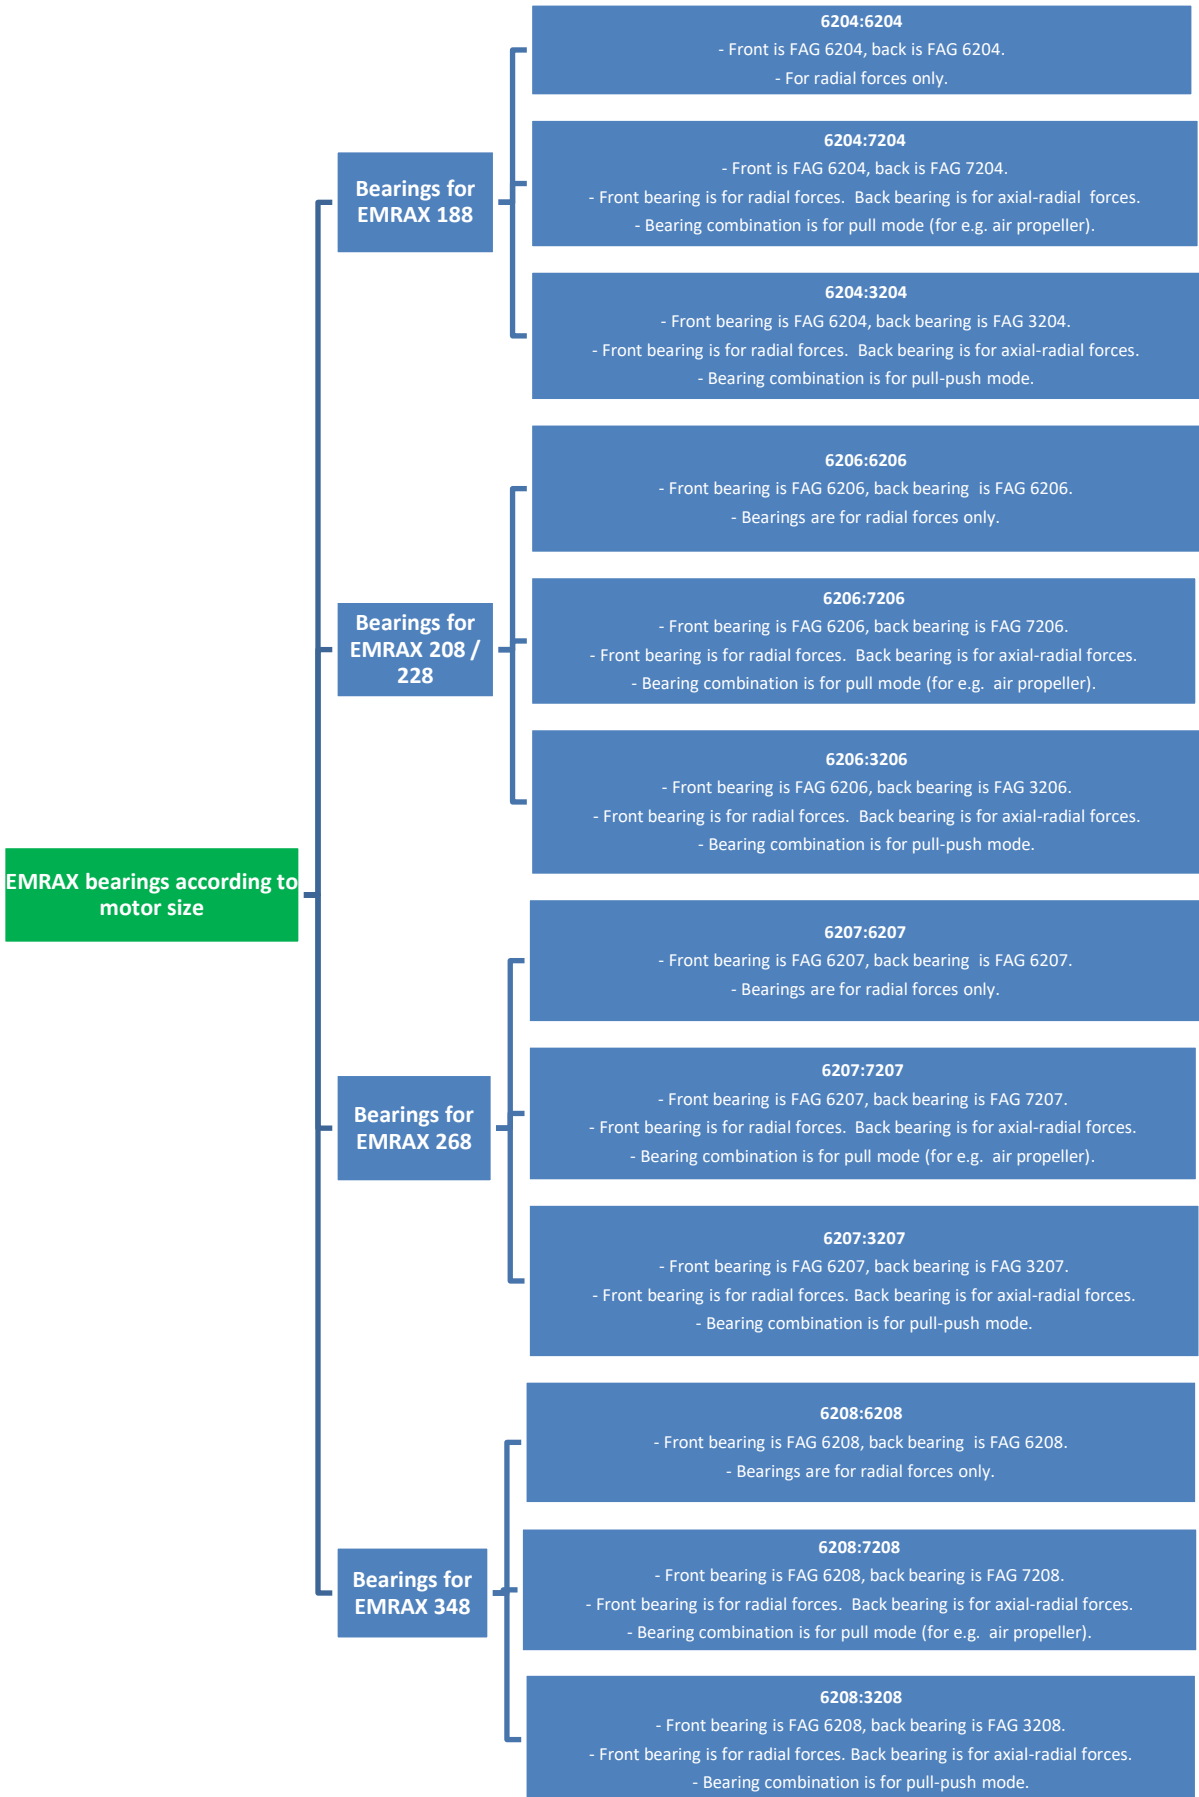 EMRAX bearings according to
motor size
Bearings for
EMRAX 188
6204:6204
- Front is FAG 6204, back is FAG 6204.
- For radial forces only.
6204:7204
- Front is FAG 6204, back is FAG 7204.
- Front bearing is for radial forces.  Back bearing is for axial-radial  forces.
- Bearing combination is for pull mode (for e.g. air propeller).
6204:3204
- Front bearing is FAG 6204, back bearing is FAG 3204.
- Front bearing is for radial forces.  Back bearing is for axial-radial forces.
- Bearing combination is for pull-push mode.
Bearings for
EMRAX 208 /
228
6206:6206
- Front bearing is FAG 6206, back bearing  is FAG 6206.
- Bearings are for radial forces only.
6206:7206
- Front bearing is FAG 6206, back bearing is FAG 7206.
- Front bearing is for radial forces.  Back bearing is for axial-radial forces.
- Bearing combination is for pull mode (for e.g.  air propeller).
6206:3206
- Front bearing is FAG 6206, back bearing is FAG 3206.
- Front bearing is for radial forces.  Back bearing is for axial-radial forces.
- Bearing combination is for pull-push mode.
Bearings for
EMRAX 268
6207:6207
- Front bearing is FAG 6207, back bearing  is FAG 6207.
- Bearings are for radial forces only.
6207:7207
- Front bearing is FAG 6207, back bearing is FAG 7207.
- Front bearing is for radial forces.  Back bearing is for axial-radial forces.
- Bearing combination is for pull mode (for e.g.  air propeller).
6207:3207
- Front bearing is FAG 6207, back bearing is FAG 3207.
- Front bearing is for radial forces. Back bearing is for axial-radial forces.
- Bearing combination is for pull-push mode.
Bearings for
EMRAX 348
6208:6208
- Front bearing is FAG 6208, back bearing  is FAG 6208.
- Bearings are for radial forces only.
6208:7208
- Front bearing is FAG 6208, back bearing is FAG 7208.
- Front bearing is for radial forces.  Back bearing is for axial-radial forces.
- Bearing combination is for pull mode (for e.g.  air propeller).
6208:3208
- Front bearing is FAG 6208, back bearing is FAG 3208.
- Front bearing is for radial forces. Back bearing is for axial-radial forces.
- Bearing combination is for pull-push mode.